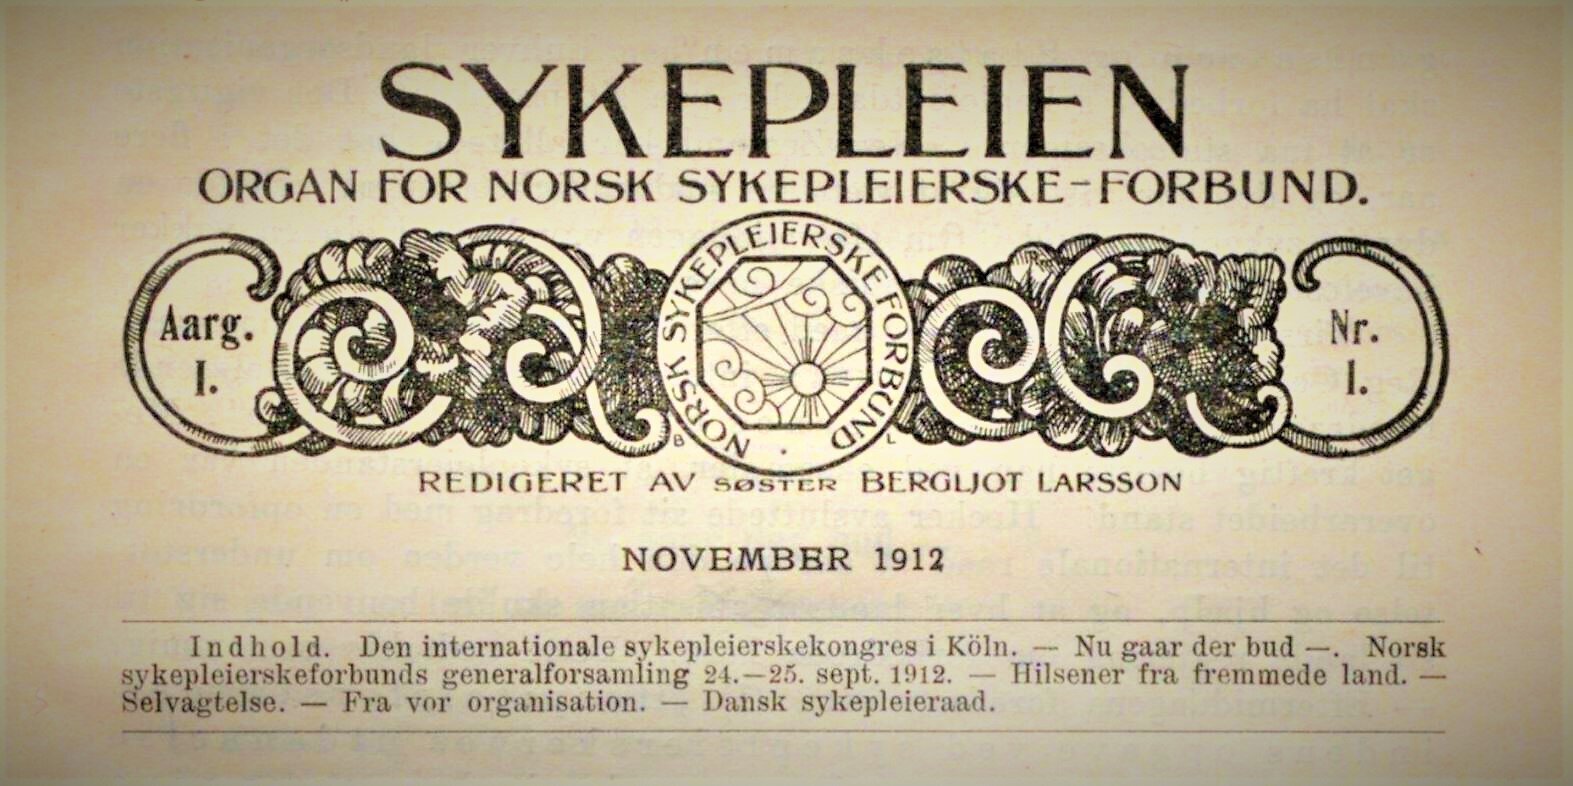 SYKEPLEIEN
ORGAN FOR NORSK SYKEPLEIERSKE-FORBUND.
Aarg.
I.
NORSK SYKEPLEIERSKE FORBUND
Nr.
1.
B
L
REDIGERET AV SØSTER BERGLJOT LARSSON
NOVEMBER 1912
Indhold. Den internationale sykepleierskekongres i Köln. — Nu gaar der bud —. Norsk
sykepleierskeforbunds generalforsamling 24.—25. sept. 1912. — Hilsener fra fremmede land. —
Selvagtelse. — Fra vor organisation. — Dansk sykepleieraad.